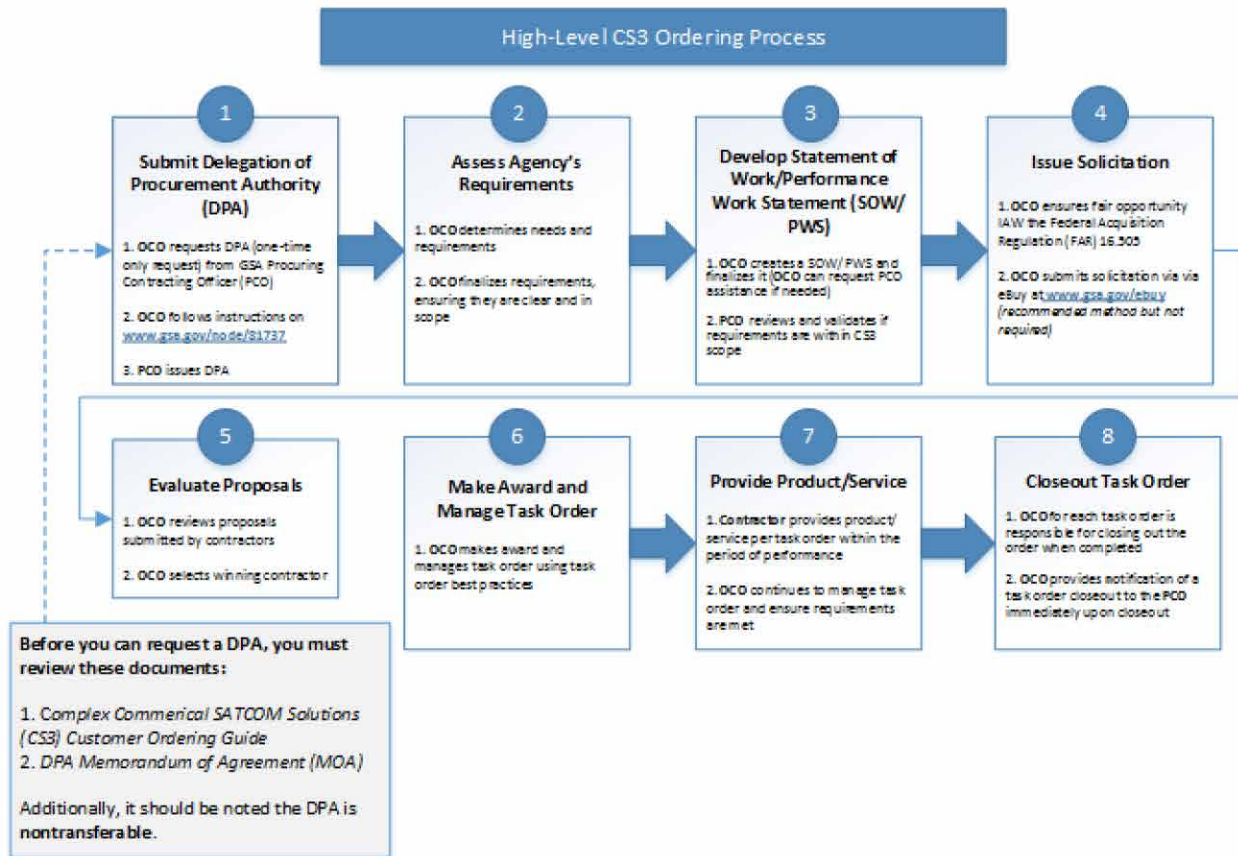 High-Level CS3 Ordering Process
1
Submit Delegation of
Procurement Authority
(DPA)
1. OCO requests DPA (one-time
only request) from GSA Procuring
Contracting Officer (PCO)
2. OCO follows instructions on
www.gsa.gov/node/81737
3. PCO issues DPA
2
Assess Agency's
Requirements
1. OCO determines needs and
requirements
2. OCO finalizes requirements,
ensuring they are clear and in
scope
3
Develop Statement of
Work/Performance
Work Statement (SOW/
PWS)
1. OCO creates a SOW/ PWS and
finalizes it (OCO can request PCO
assistance if needed)
2. PCO reviews and validates if
requirements are within CS3
scope
4
Issue Solicitation
1. OCO ensures fair opportunity
IAW the Federal Acquisition
Regulation (FAR) 16.505
2. OCO submits solicitation via via
eBuy at www.gsa.gov/ebuy
(recommended method but not
required)
5
Evaluate Proposals
1. OCO reviews proposals
submitted by contractors
2. OCO selects winning contractor
6
Make Award and
Manage Task Order
1. OCO makes award and
manages task order using task
order best practices
7
Provide Product/Service
1. Contractor provides product/
service per task order within the
period of performance
2. OCO continues to manage task
order and ensure requirements
are met
8
Closeout Task Order
1. OCO for each task order is
responsible for closing out the
order when completed
2. OCO provides notification of a
task order closeout to the PCO
immediately upon closeout
Before you can request a DPA, you must
review these documents:
1. Complex Commerical SATCOM Solutions
(CS3) Customer Ordering Guide
2. DPA Memorandum of Agreement (MOA)
Additionally, it should be noted the DPA is
nontransferable.